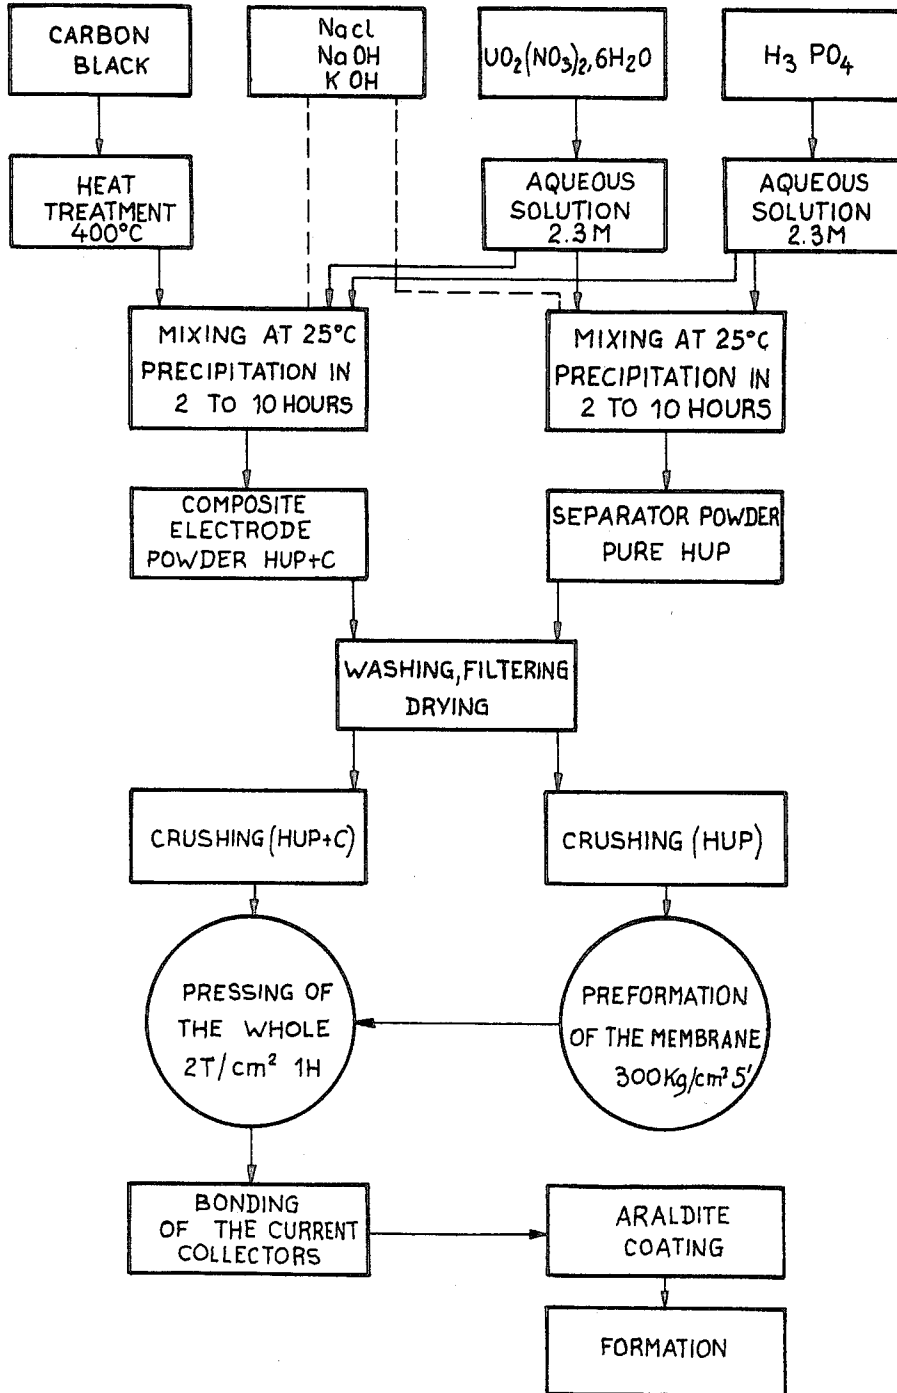 CARBON
BLACK
NaCl
NaOH
KOH
UO2(NO3)2,6H2O
H3 PO4
HEAT
TREATMENT
400°C
AQUEOUS
SOLUTION
2.3M
AQUEOUS
SOLUTION
2.3M
MIXING AT 25°C
PRECIPITATION IN
2 TO 10 HOURS
MIXING AT 25°C
PRECIPITATION IN
2 TO 10 HOURS
COMPOSITE
ELECTRODE
POWDER HUP+C
SEPARATOR POWDER
PURE HUP
WASHING, FILTERING
DRYING
CRUSHING (HUP+C)
CRUSHING (HUP)
PRESSING OF
THE WHOLE
2T/cm² 1H
PREFORMATION
OF THE MEMBRANE
300Kg/cm² 5'
BONDING
OF THE CURRENT
COLLECTORS
ARALDITE
COATING
FORMATION